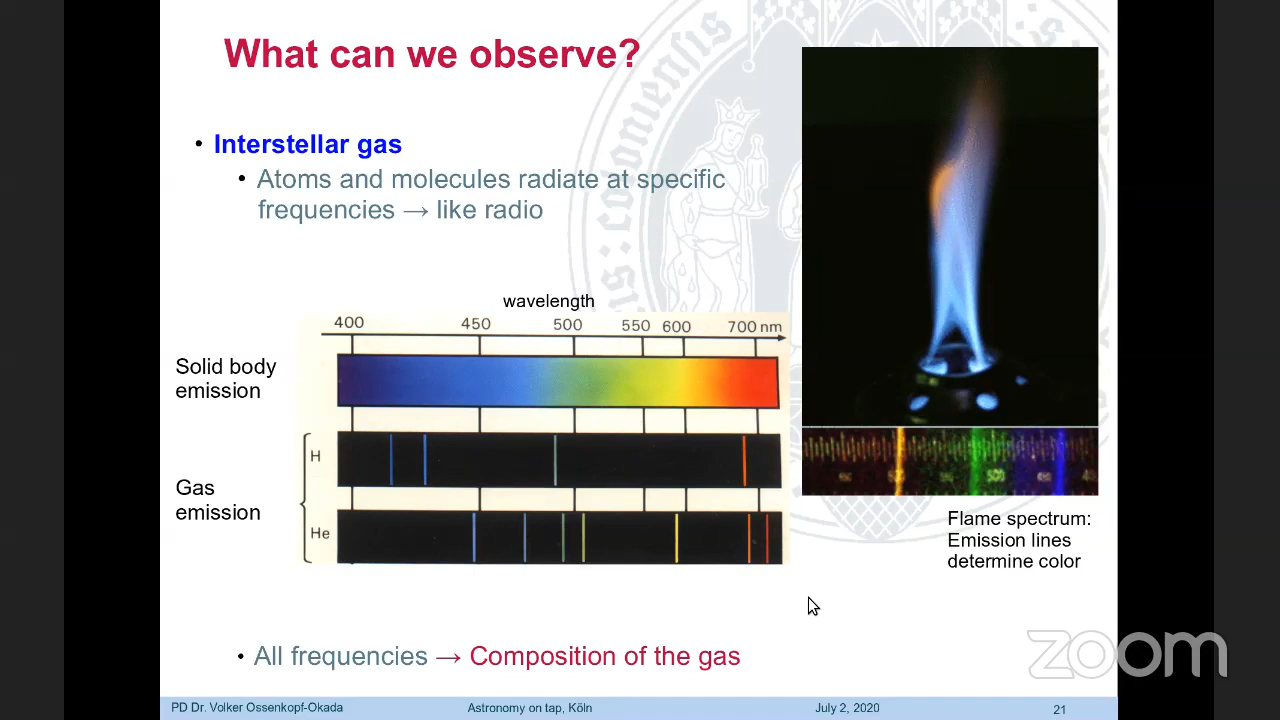 What can we observe?
• Interstellar gas
• Atoms and molecules radiate at specific
frequencies → like radio
wavelength
400 450 500 550 600 700 nm
Solid body
emission
H
Gas
emission
He
500
Flame spectrum:
Emission lines
determine color
• All frequencies → Composition of the gas
zoom
PD Dr. Volker Ossenkopf-Okada Astronomy on tap, Köln July 2, 2020 21